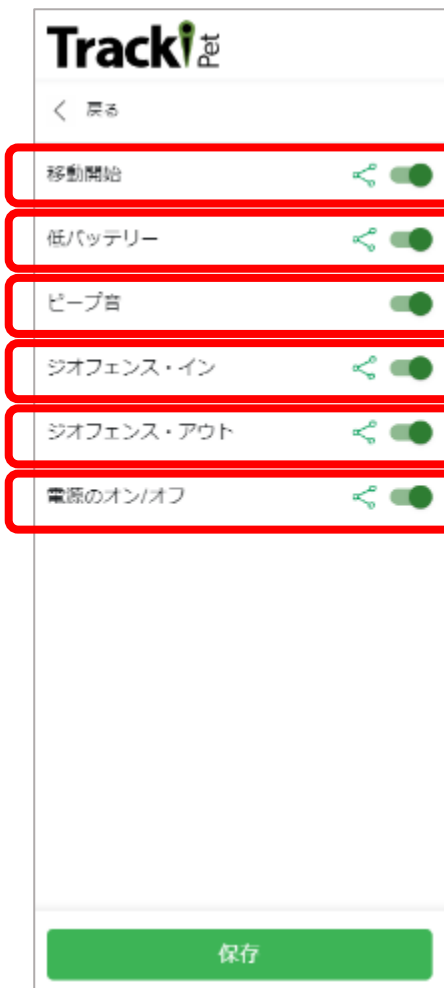 Tracki Pet
戻る
移動開始
低バッテリー
ビープ音
ジオフェンス・イン
ジオフェンス・アウト
電源のオン/オフ
保存